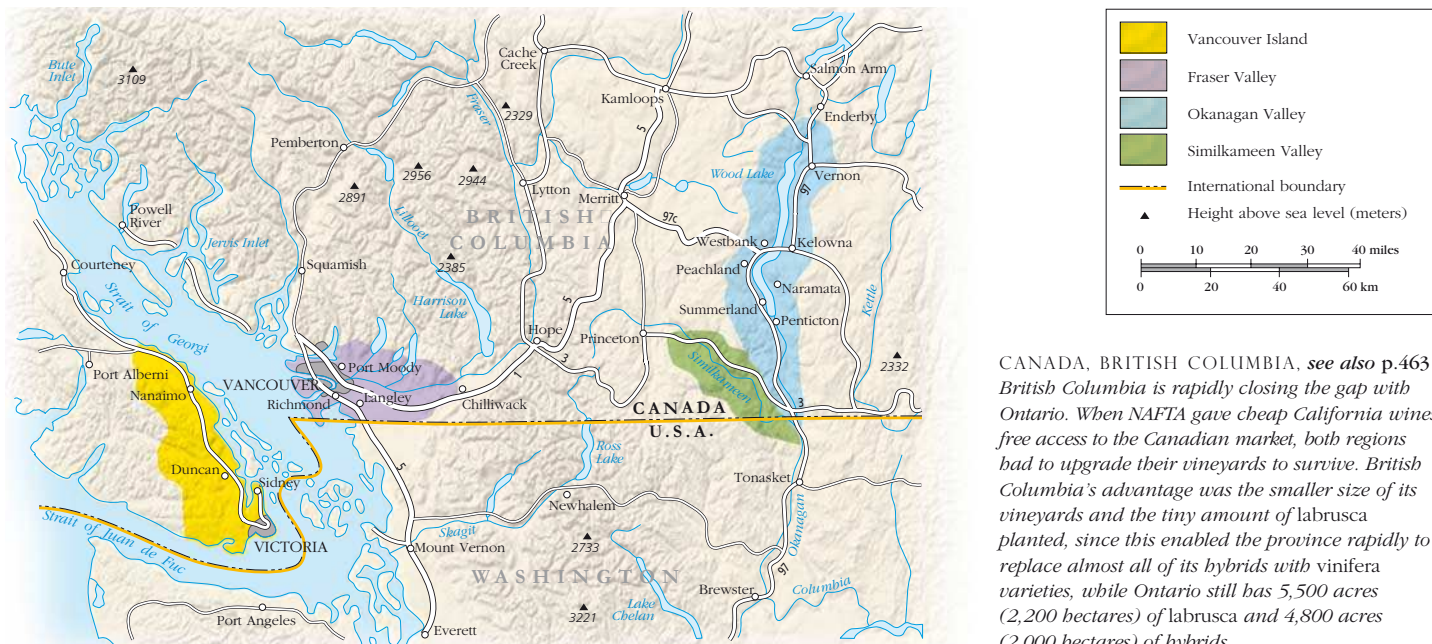 Bute
Inlet
3109
Cache
Creek
Salmon Arm
Kamloops
Enderby
Fraser
2329
5
Pemberton
2956
2944
2891
Lytton
Wood Lake
Vernon
97
Merritt
Powell
River
Lillooet
BRITISH
COLUMBIA
97c
Jervis Inlet
Westbank
Kelowna
Courteney
Squamish
2385
Peachland
Strait
of
Georgi
Harrison
Lake
5
Naramata
Kettle
Summerland
Hope
Princeton
Penticton
3
2332
Port Alberni
Nanaimo
VANCOUVER
Port Moody
1
Similkameen
Richmond
Langley
Chilliwack
CANADA
3
U.S.A.
Ross
Lake
Duncan
Sidney
5
Tonasket
Newhalem
Strait of Juan de Fuc
VICTORIA
Skagit
Mount Vernon
2733
Okanagan
WASHINGTON
97
Brewster
Columbia
Port Angeles
3221
Lake
Chelan
Everett
Vancouver Island
Fraser Valley
Okanagan Valley
Similkameen Valley
International boundary
Height above sea level (meters)
0 10 20 30 40 miles
0 20 40 60 km
CANADA, BRITISH COLUMBIA, see also p.463
British Columbia is rapidly closing the gap with
Ontario. When NAFTA gave cheap California wines
free access to the Canadian market, both regions
had to upgrade their vineyards to survive. British
Columbia's advantage was the smaller size of its
vineyards and the tiny amount of labrusca
planted, since this enabled the province rapidly to
replace almost all of its hybrids with vinifera
varieties, while Ontario still has 5,500 acres
(2,200 hectares) of labrusca and 4,800 acres
(2,000 hectares) of hybrids